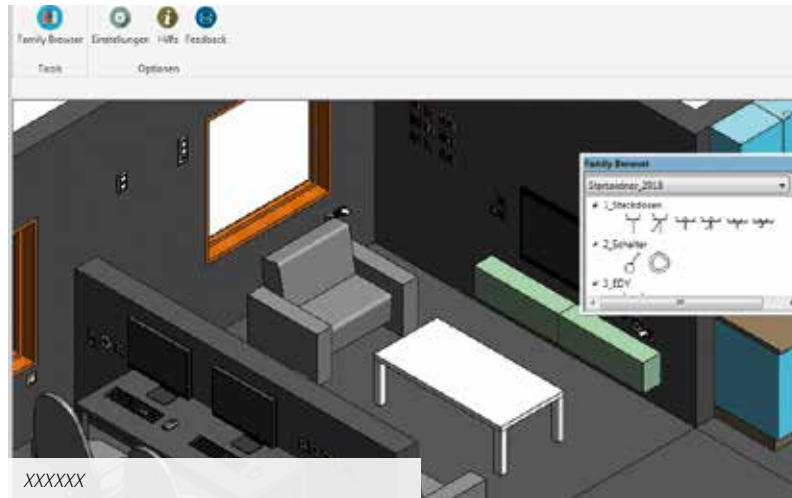 Family Browser Einstellungen Hilfe Feedback
Tools Optionen
Family Browser
Startordner_2018
1_Steckdosen
2_Schalter
3_EDV
XXXXXX